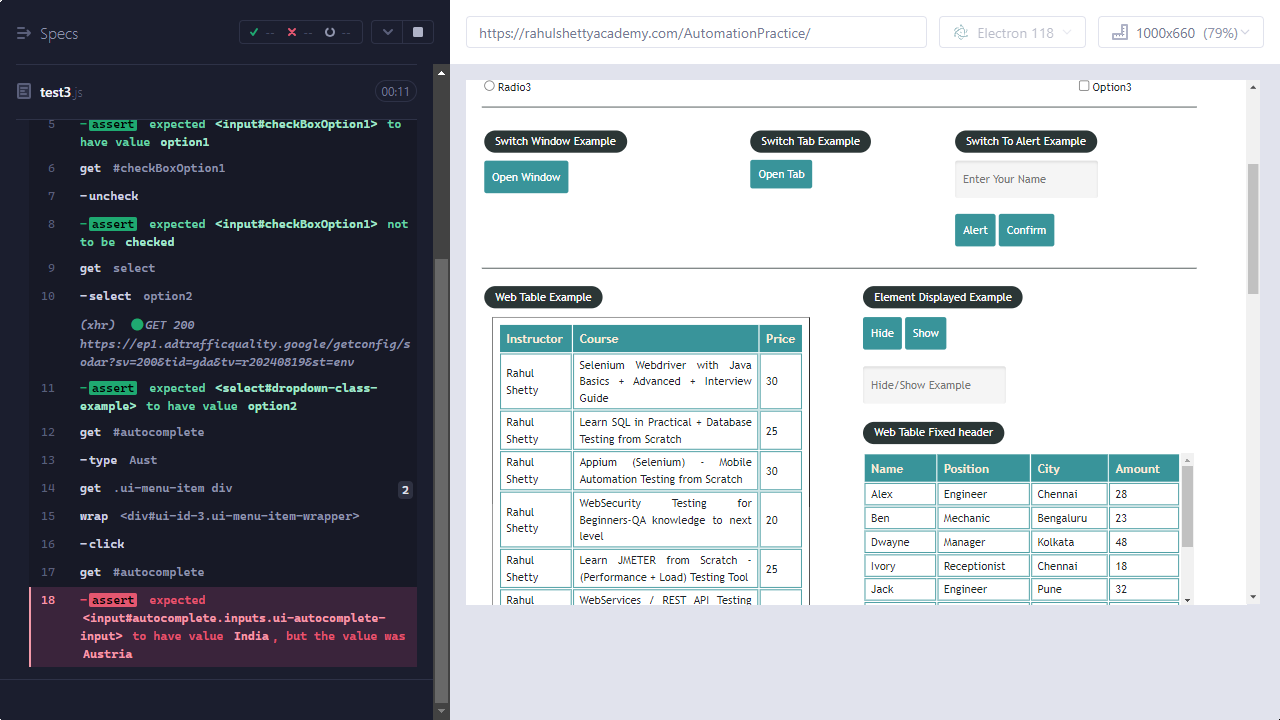 Specs
-- -- --
test3.js
00:11
5 -assert expected <input#checkBoxOption1> to
have value option1
6 get #checkBoxOption1
7 -uncheck
8 -assert expected <input#checkBoxOption1> not
to be checked
9 get select
10 -select option2
(xhr) GET 200
https://ep1.adtrafficquality.google/getconfig/s
odar?sv=200&tid=gda&tv=r20240819&st=env
11 -assert expected <select#dropdown-class-
example> to have value option2
12 get #autocomplete
13 -type Aust
14 get .ui-menu-item div 2
15 wrap <div#ui-id-3.ui-menu-item-wrapper>
16 -click
17 get #autocomplete
18 -assert expected
<input#autocomplete.inputs.ui-autocomplete-
input> to have value India, but the value was
Austria
https://rahulshettyacademy.com/AutomationPractice/
Electron 118
1000x660 (79%)
Radio3
Option3
Switch Window Example
Open Window
Switch Tab Example
Open Tab
Switch To Alert Example
Enter Your Name
Alert Confirm
Web Table Example
Instructor Course Price
Rahul Shetty Selenium Webdriver with Java
Basics + Advanced + Interview
Guide 30
Rahul Shetty Learn SQL in Practical + Database
Testing from Scratch 25
Rahul Shetty Appium (Selenium) - Mobile
Automation Testing from Scratch 30
Rahul Shetty WebSecurity Testing for
Beginners-QA knowledge to next
level 20
Rahul Shetty Learn JMETER from Scratch -
(Performance + Load) Testing Tool 25
Rahul WebServices / REST API Testing
Element Displayed Example
Hide Show
Hide/Show Example
Web Table Fixed header
Name Position City Amount
Alex Engineer Chennai 28
Ben Mechanic Bengaluru 23
Dwayne Manager Kolkata 48
Ivory Receptionist Chennai 18
Jack Engineer Pune 32